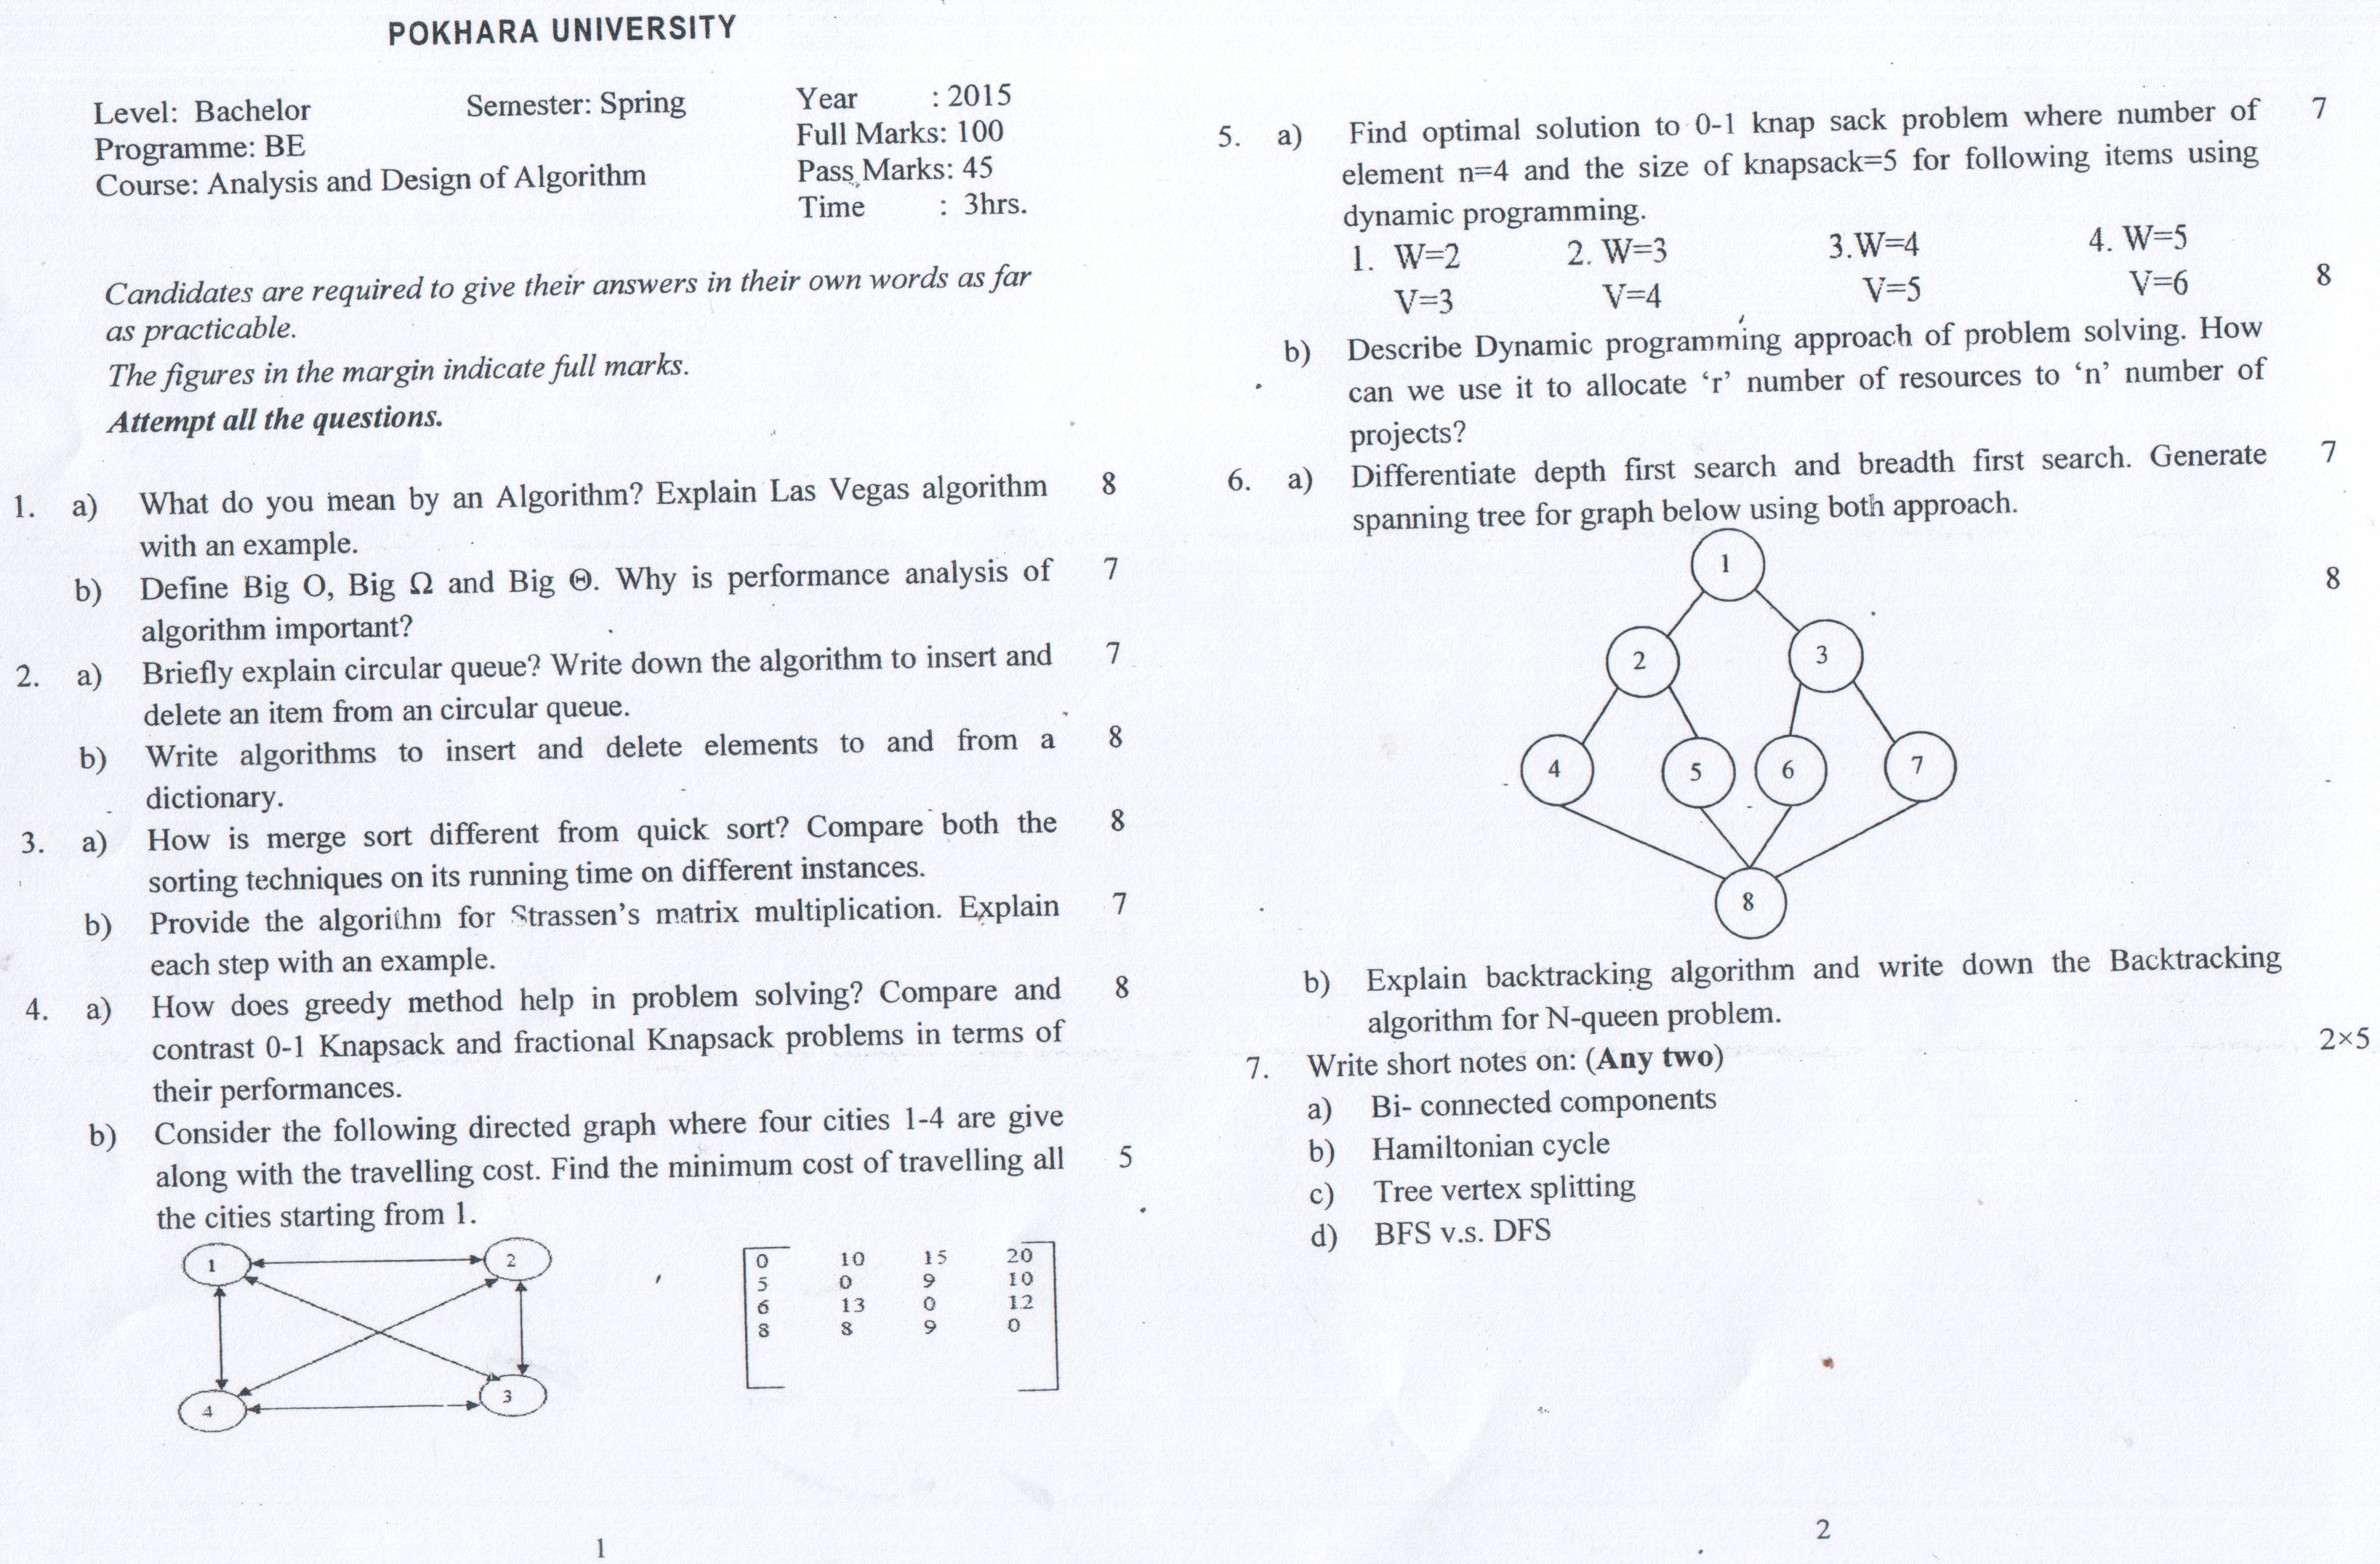 POKHARA UNIVERSITY
Level: Bachelor Semester: Spring Year : 2015
Programme: BE Full Marks: 100
Course: Analysis and Design of Algorithm Pass Marks: 45
Time : 3hrs.
Candidates are required to give their answers in their own words as far
as practicable.
The figures in the margin indicate full marks.
Attempt all the questions.
1. a) What do you mean by an Algorithm? Explain Las Vegas algorithm 8
with an example.
b) Define Big O, Big Ω and Big Θ. Why is performance analysis of 7
algorithm important?
2. a) Briefly explain circular queue? Write down the algorithm to insert and 7
delete an item from an circular queue.
b) Write algorithms to insert and delete elements to and from a 8
dictionary.
3. a) How is merge sort different from quick sort? Compare both the 8
sorting techniques on its running time on different instances.
b) Provide the algorithm for Strassen's matrix multiplication. Explain 7
each step with an example.
4. a) How does greedy method help in problem solving? Compare and 8
contrast 0-1 Knapsack and fractional Knapsack problems in terms of
their performances.
b) Consider the following directed graph where four cities 1-4 are give
along with the travelling cost. Find the minimum cost of travelling all 5
the cities starting from 1.
1 2
4 3
0 10 15 20
5 0 9 10
6 13 0 12
8 8 9 0
1
5. a) Find optimal solution to 0-1 knap sack problem where number of 7
element n=4 and the size of knapsack=5 for following items using
dynamic programming.
1. W=2 2. W=3 3.W=4 4. W=5
V=3 V=4 V=5 V=6 8
b) Describe Dynamic programming approach of problem solving. How
can we use it to allocate 'r' number of resources to 'n' number of
projects?
6. a) Differentiate depth first search and breadth first search. Generate 7
spanning tree for graph below using both approach.
1
8
2 3
4 5 6 7
8
b) Explain backtracking algorithm and write down the Backtracking
algorithm for N-queen problem.
2×5
7. Write short notes on: (Any two)
a) Bi- connected components
b) Hamiltonian cycle
c) Tree vertex splitting
d) BFS v.s. DFS
2